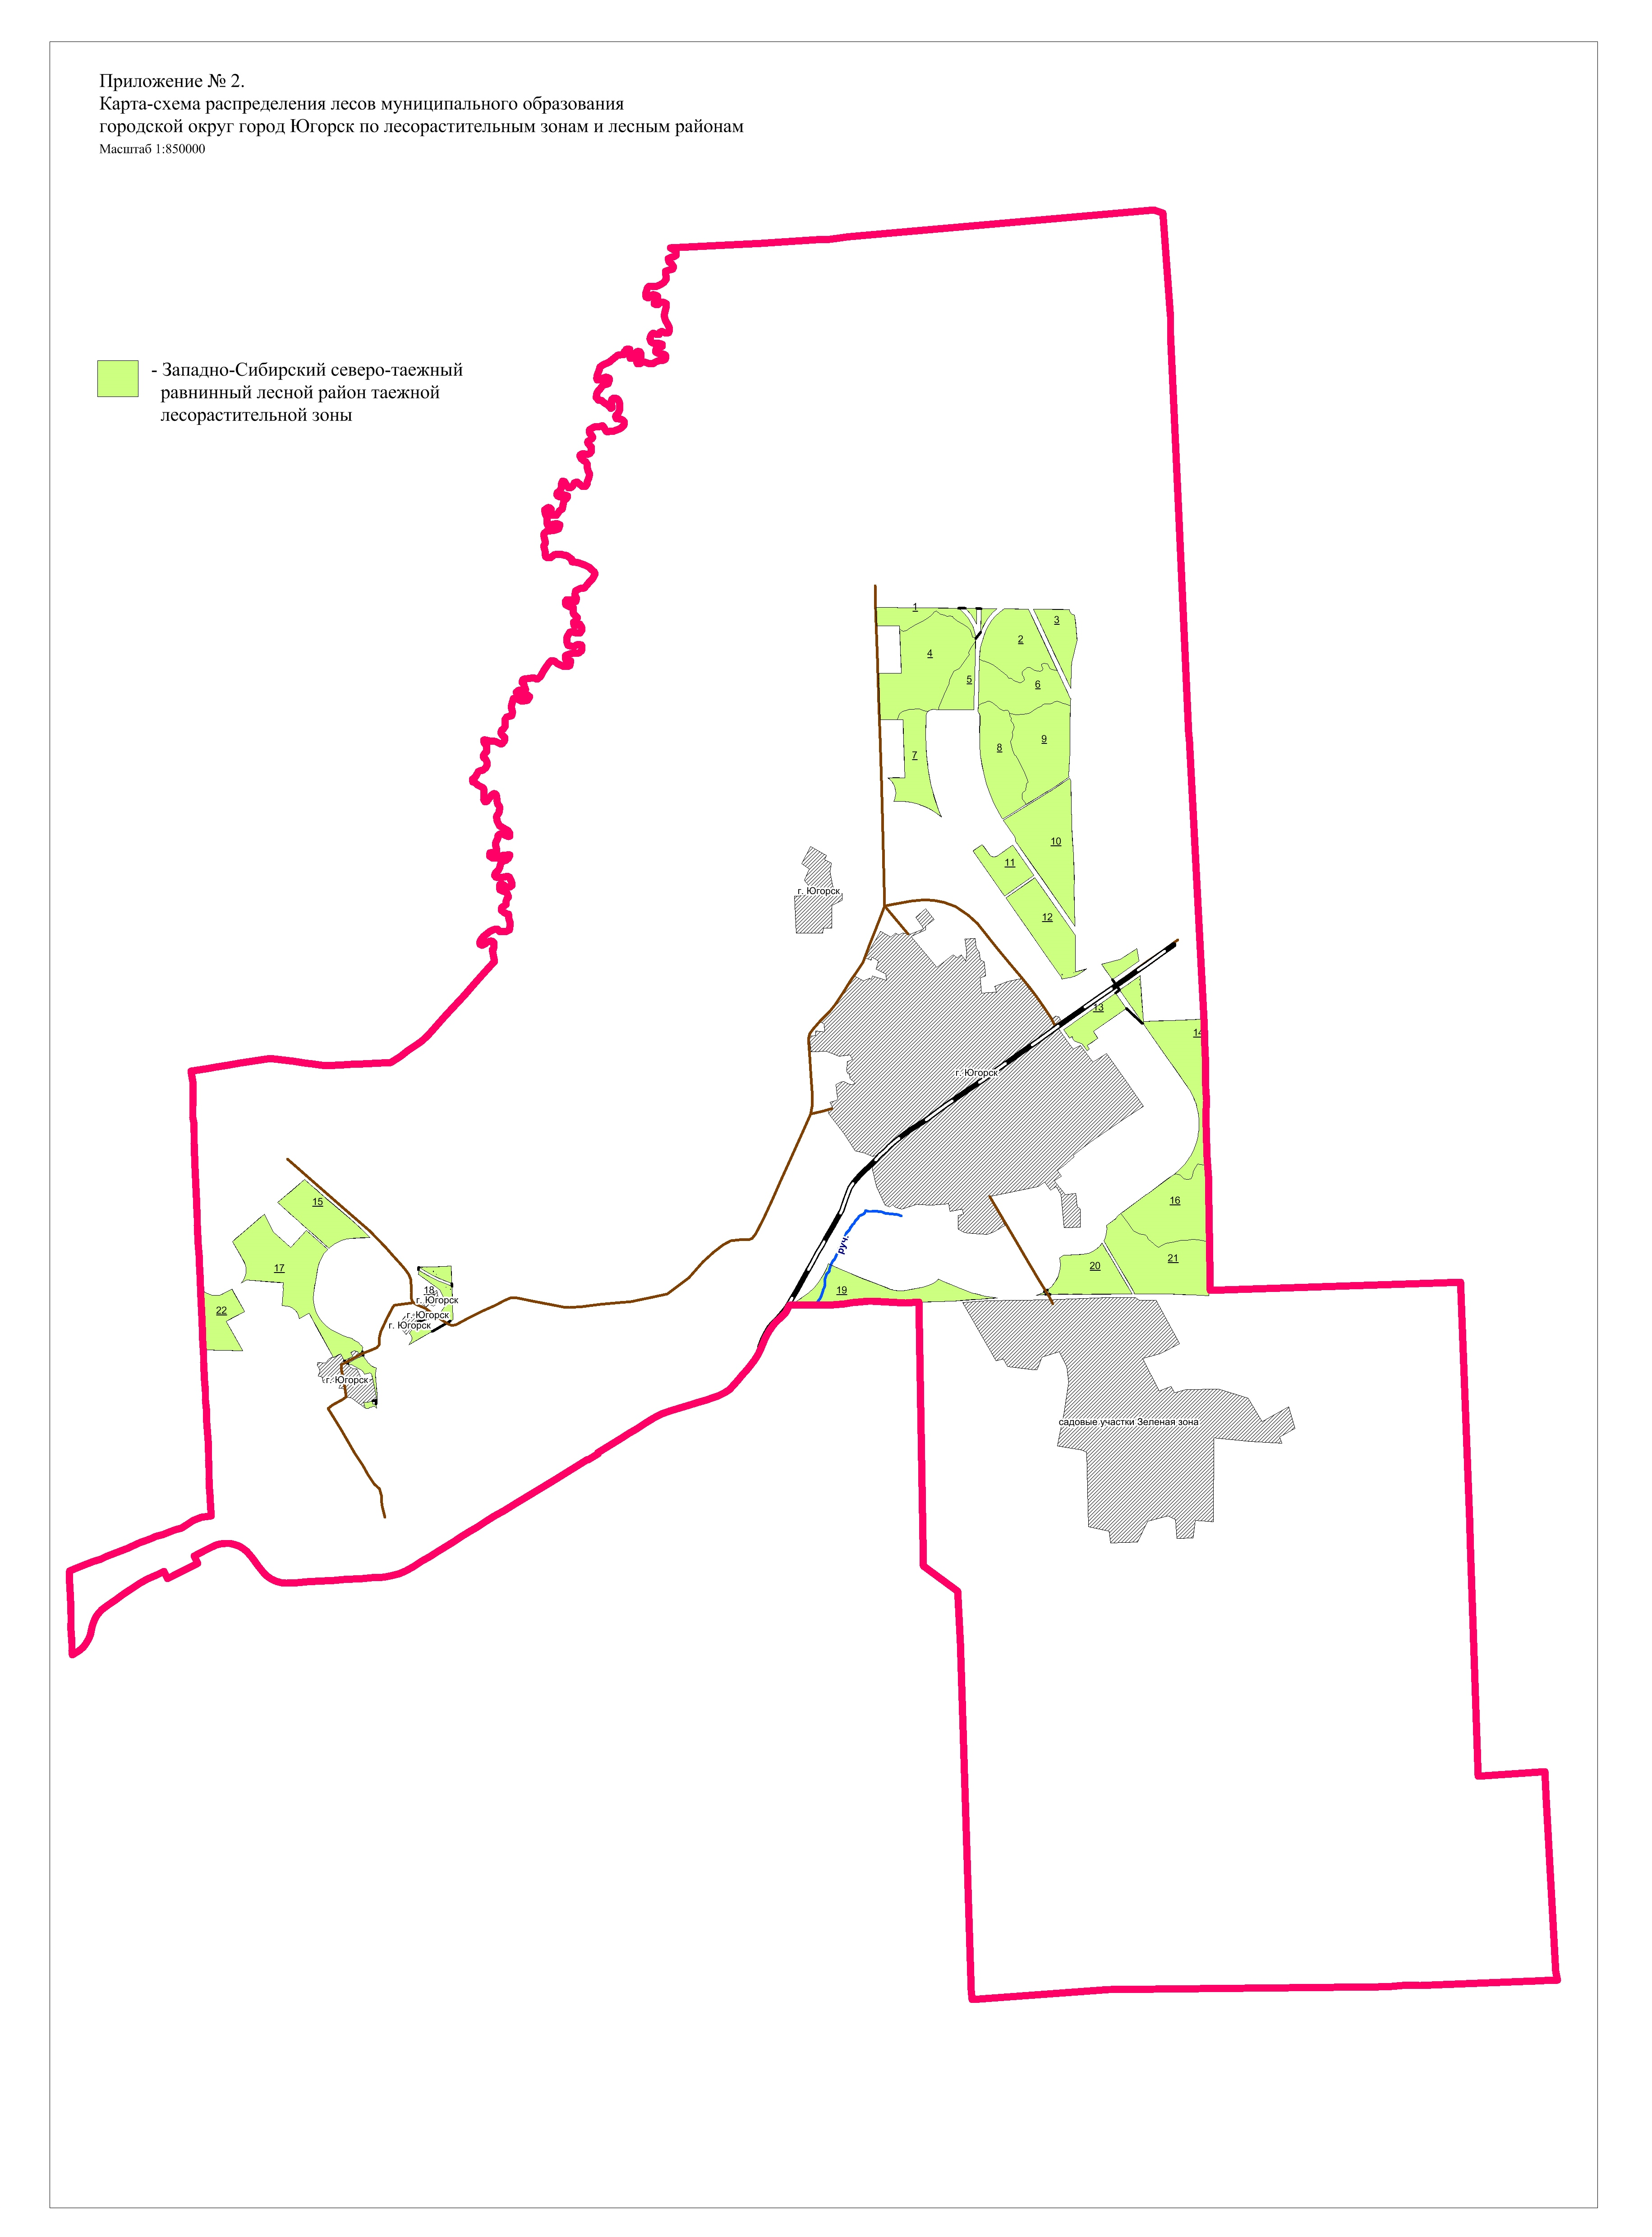 Приложение № 2.
Карта-схема распределения лесов муниципального образования
городской округ город Югорск по лесорастительным зонам и лесным районам
Масштаб 1:850000
- Западно-Сибирский северо-таежный
равнинный лесной район таежной
лесорастительной зоны
1
3
2
4
5
6
9
8
7
10
11
г. Югорск
12
13
14
г. Югорск
16
15
руч.
21
20
17
19
18
г. Югорск
22
г. Югорск
г. Югорск
г. Югорск
садовые участки Зеленая зона